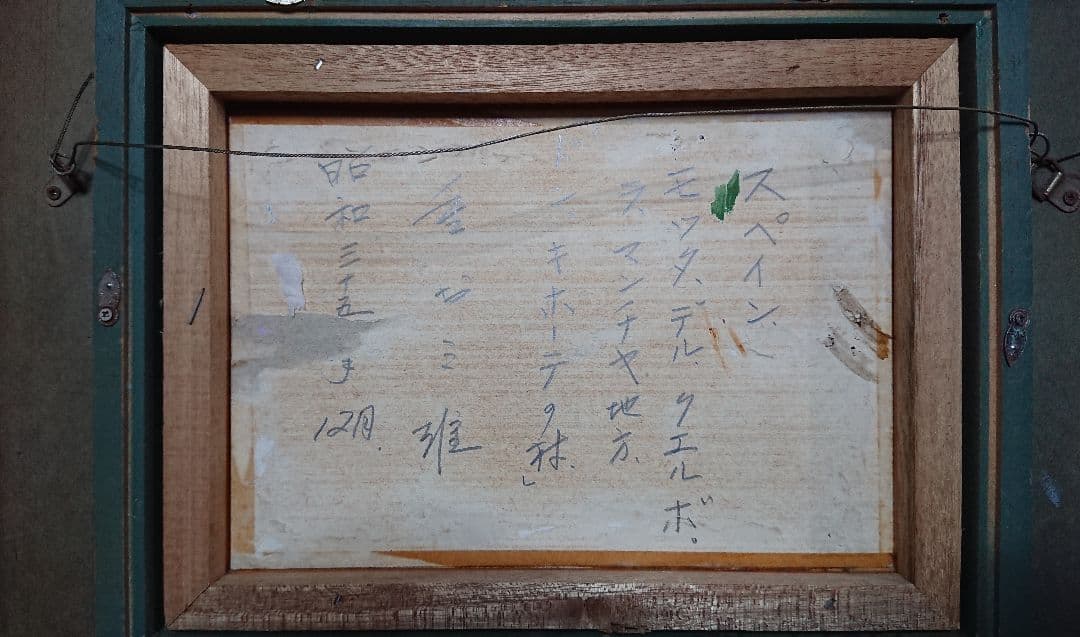 スペイン、
モッタ、デル、クエルボ。
ラ、マンチャ、地方、
ン、キホーテの村、」
雄
昭和三十五年 12月.